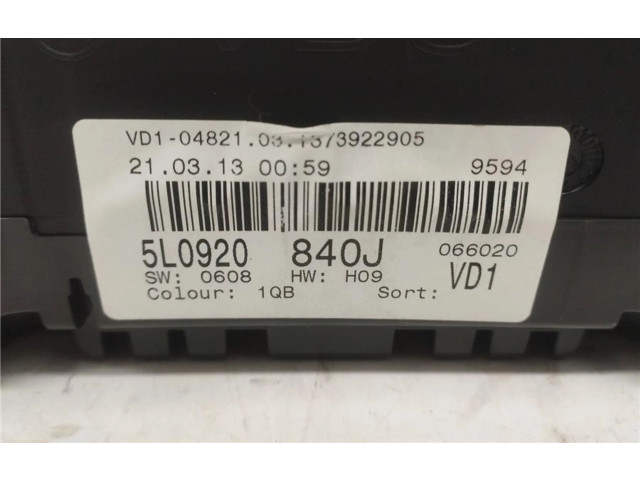 VD1-04821.03.1373922905
21.03.13 00:59 9594
5L0920 840J 066020
SW: 0608 HW: H09 VD1
Colour: 1QB Sort: